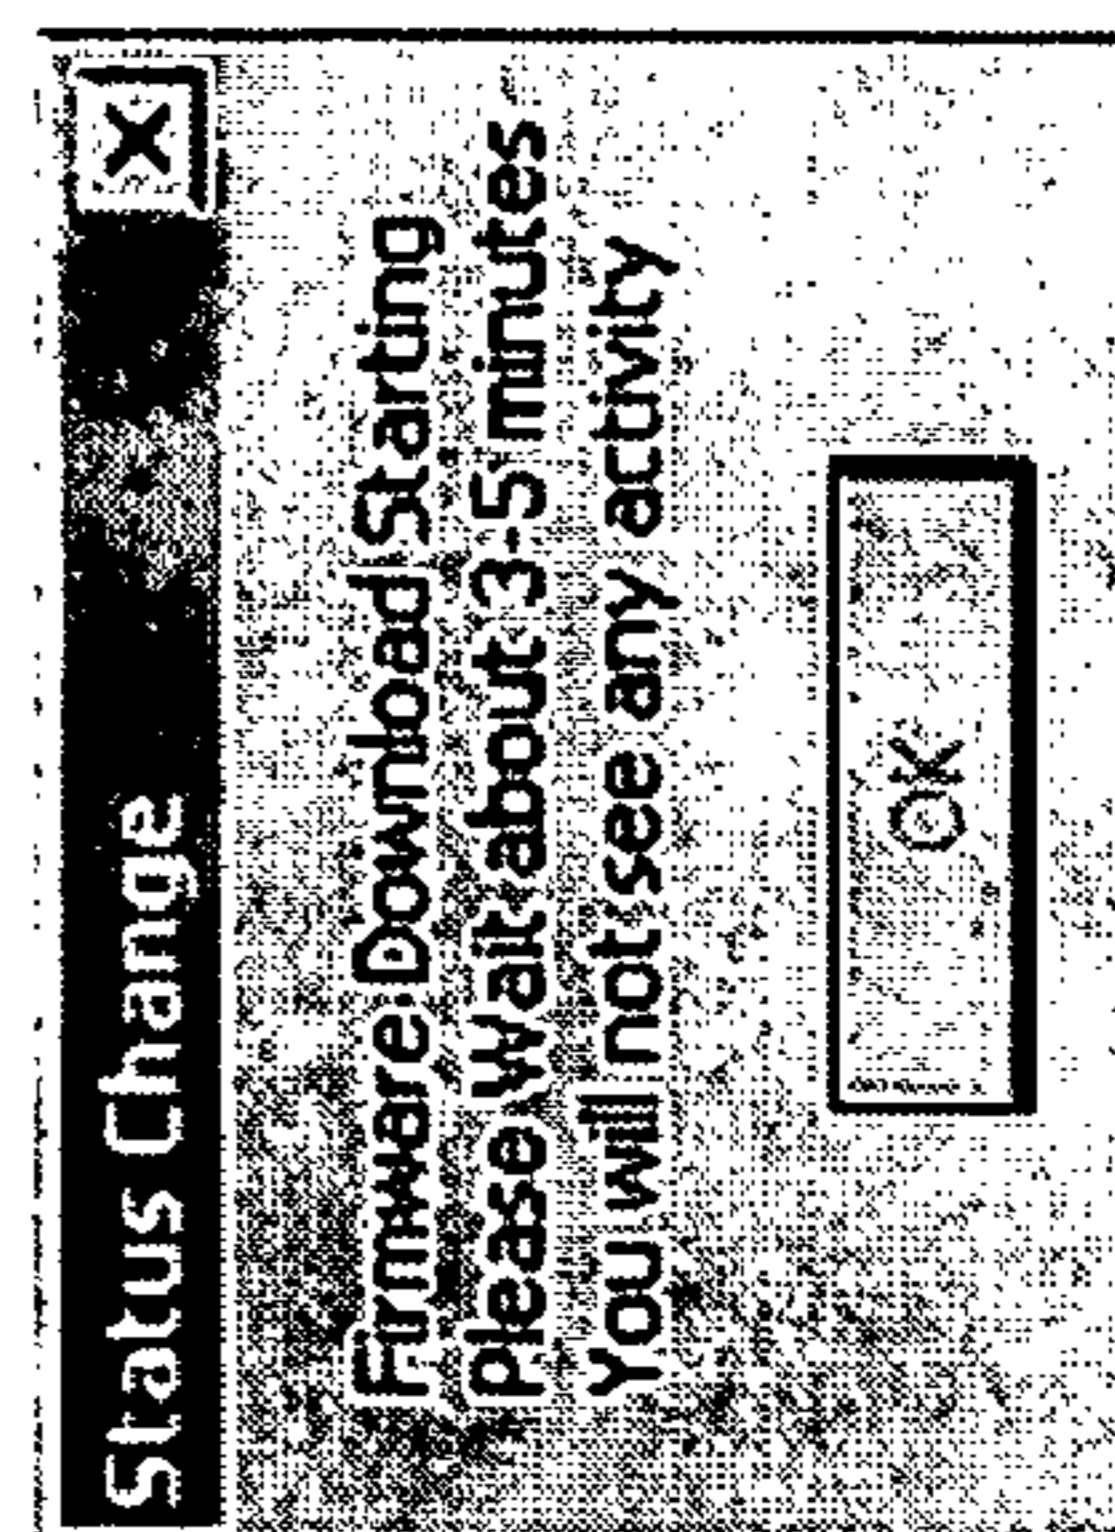 Status Change
Firmware Download Starting
Please Wait about 3-5 minutes
You will not see any activity
OK